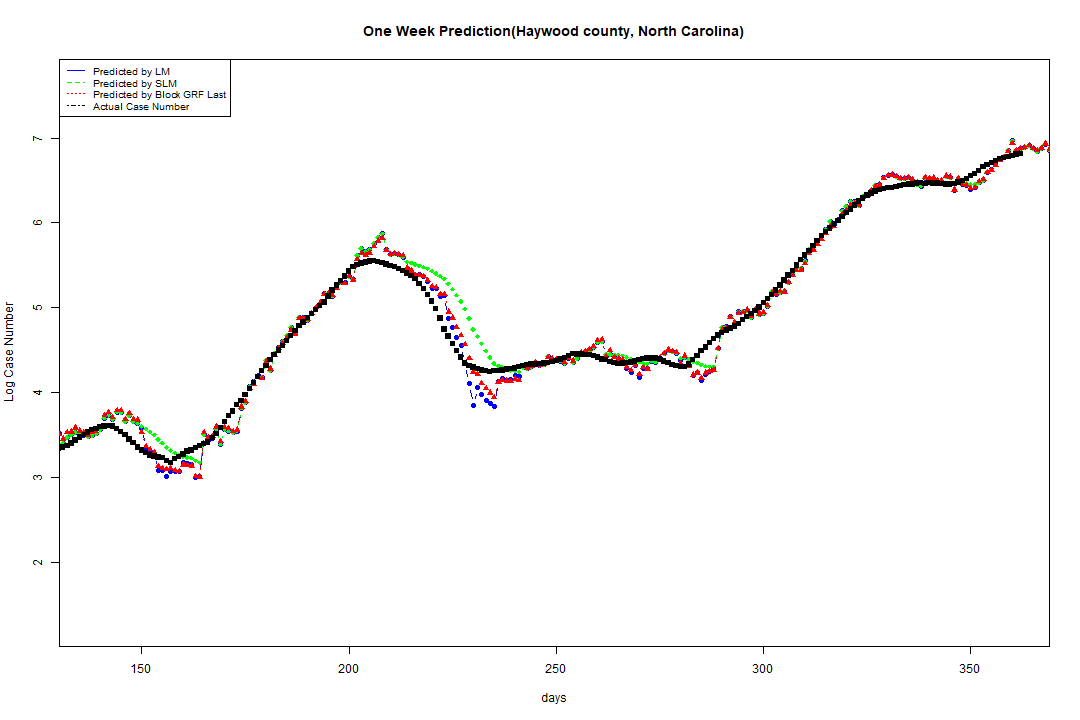 One Week Prediction(Haywood county, North Carolina)
Predicted by LM
Predicted by SLM
Predicted by Block GRF Last
Actual Case Number
7
6
5
4
3
2
Log Case Number
150 200 250 300 350
days